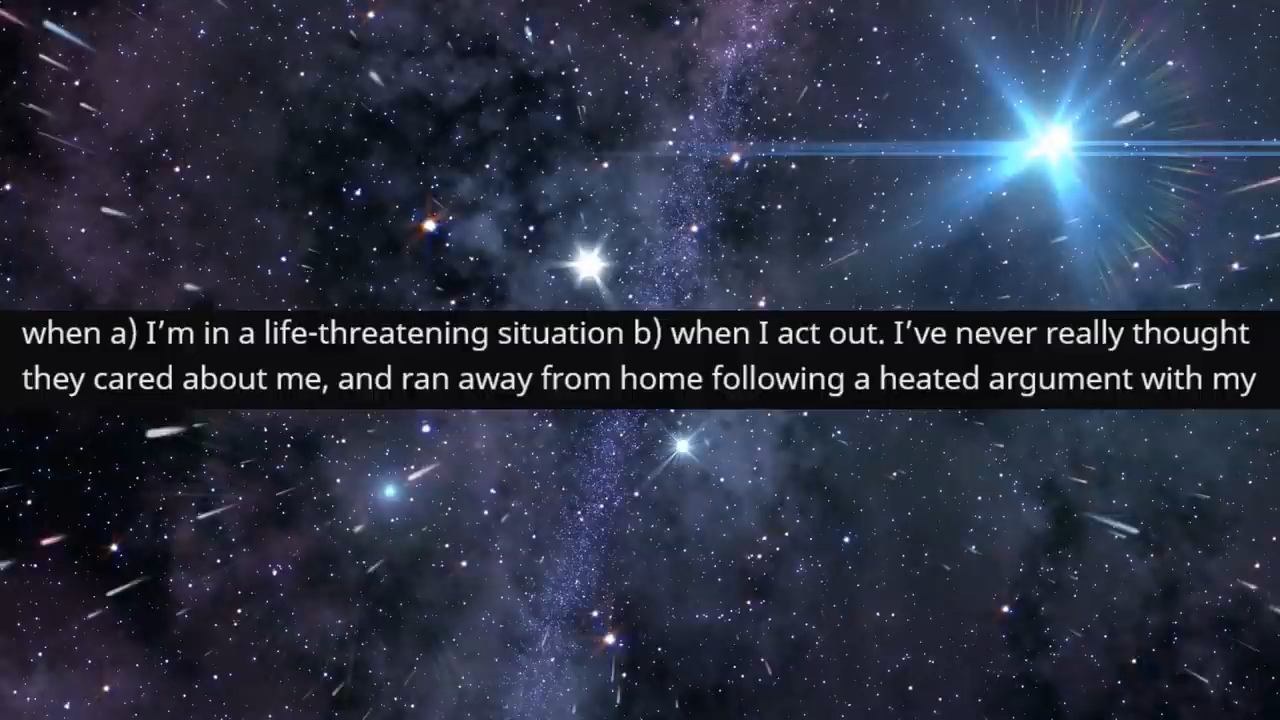 when a) I’m in a life-threatening situation b) when I act out. I’ve never really thought
they cared about me, and ran away from home following a heated argument with my